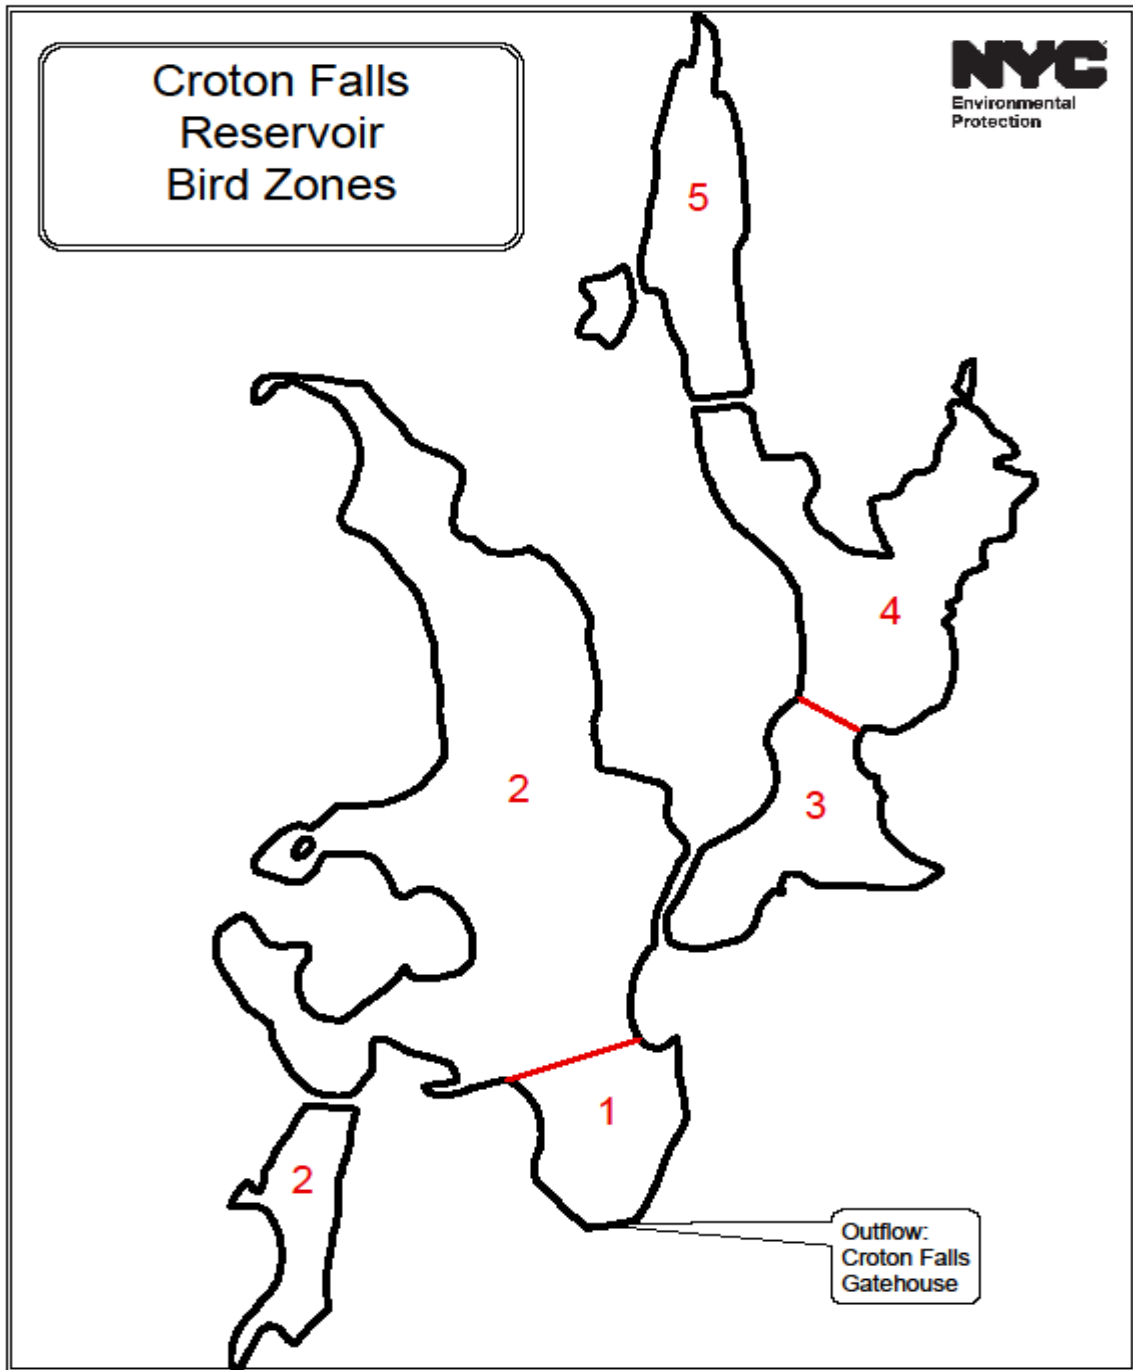 Croton Falls
Reservoir
Bird Zones
NYC
Environmental
Protection
5
4
2
3
1
2
Outflow:
Croton Falls
Gatehouse